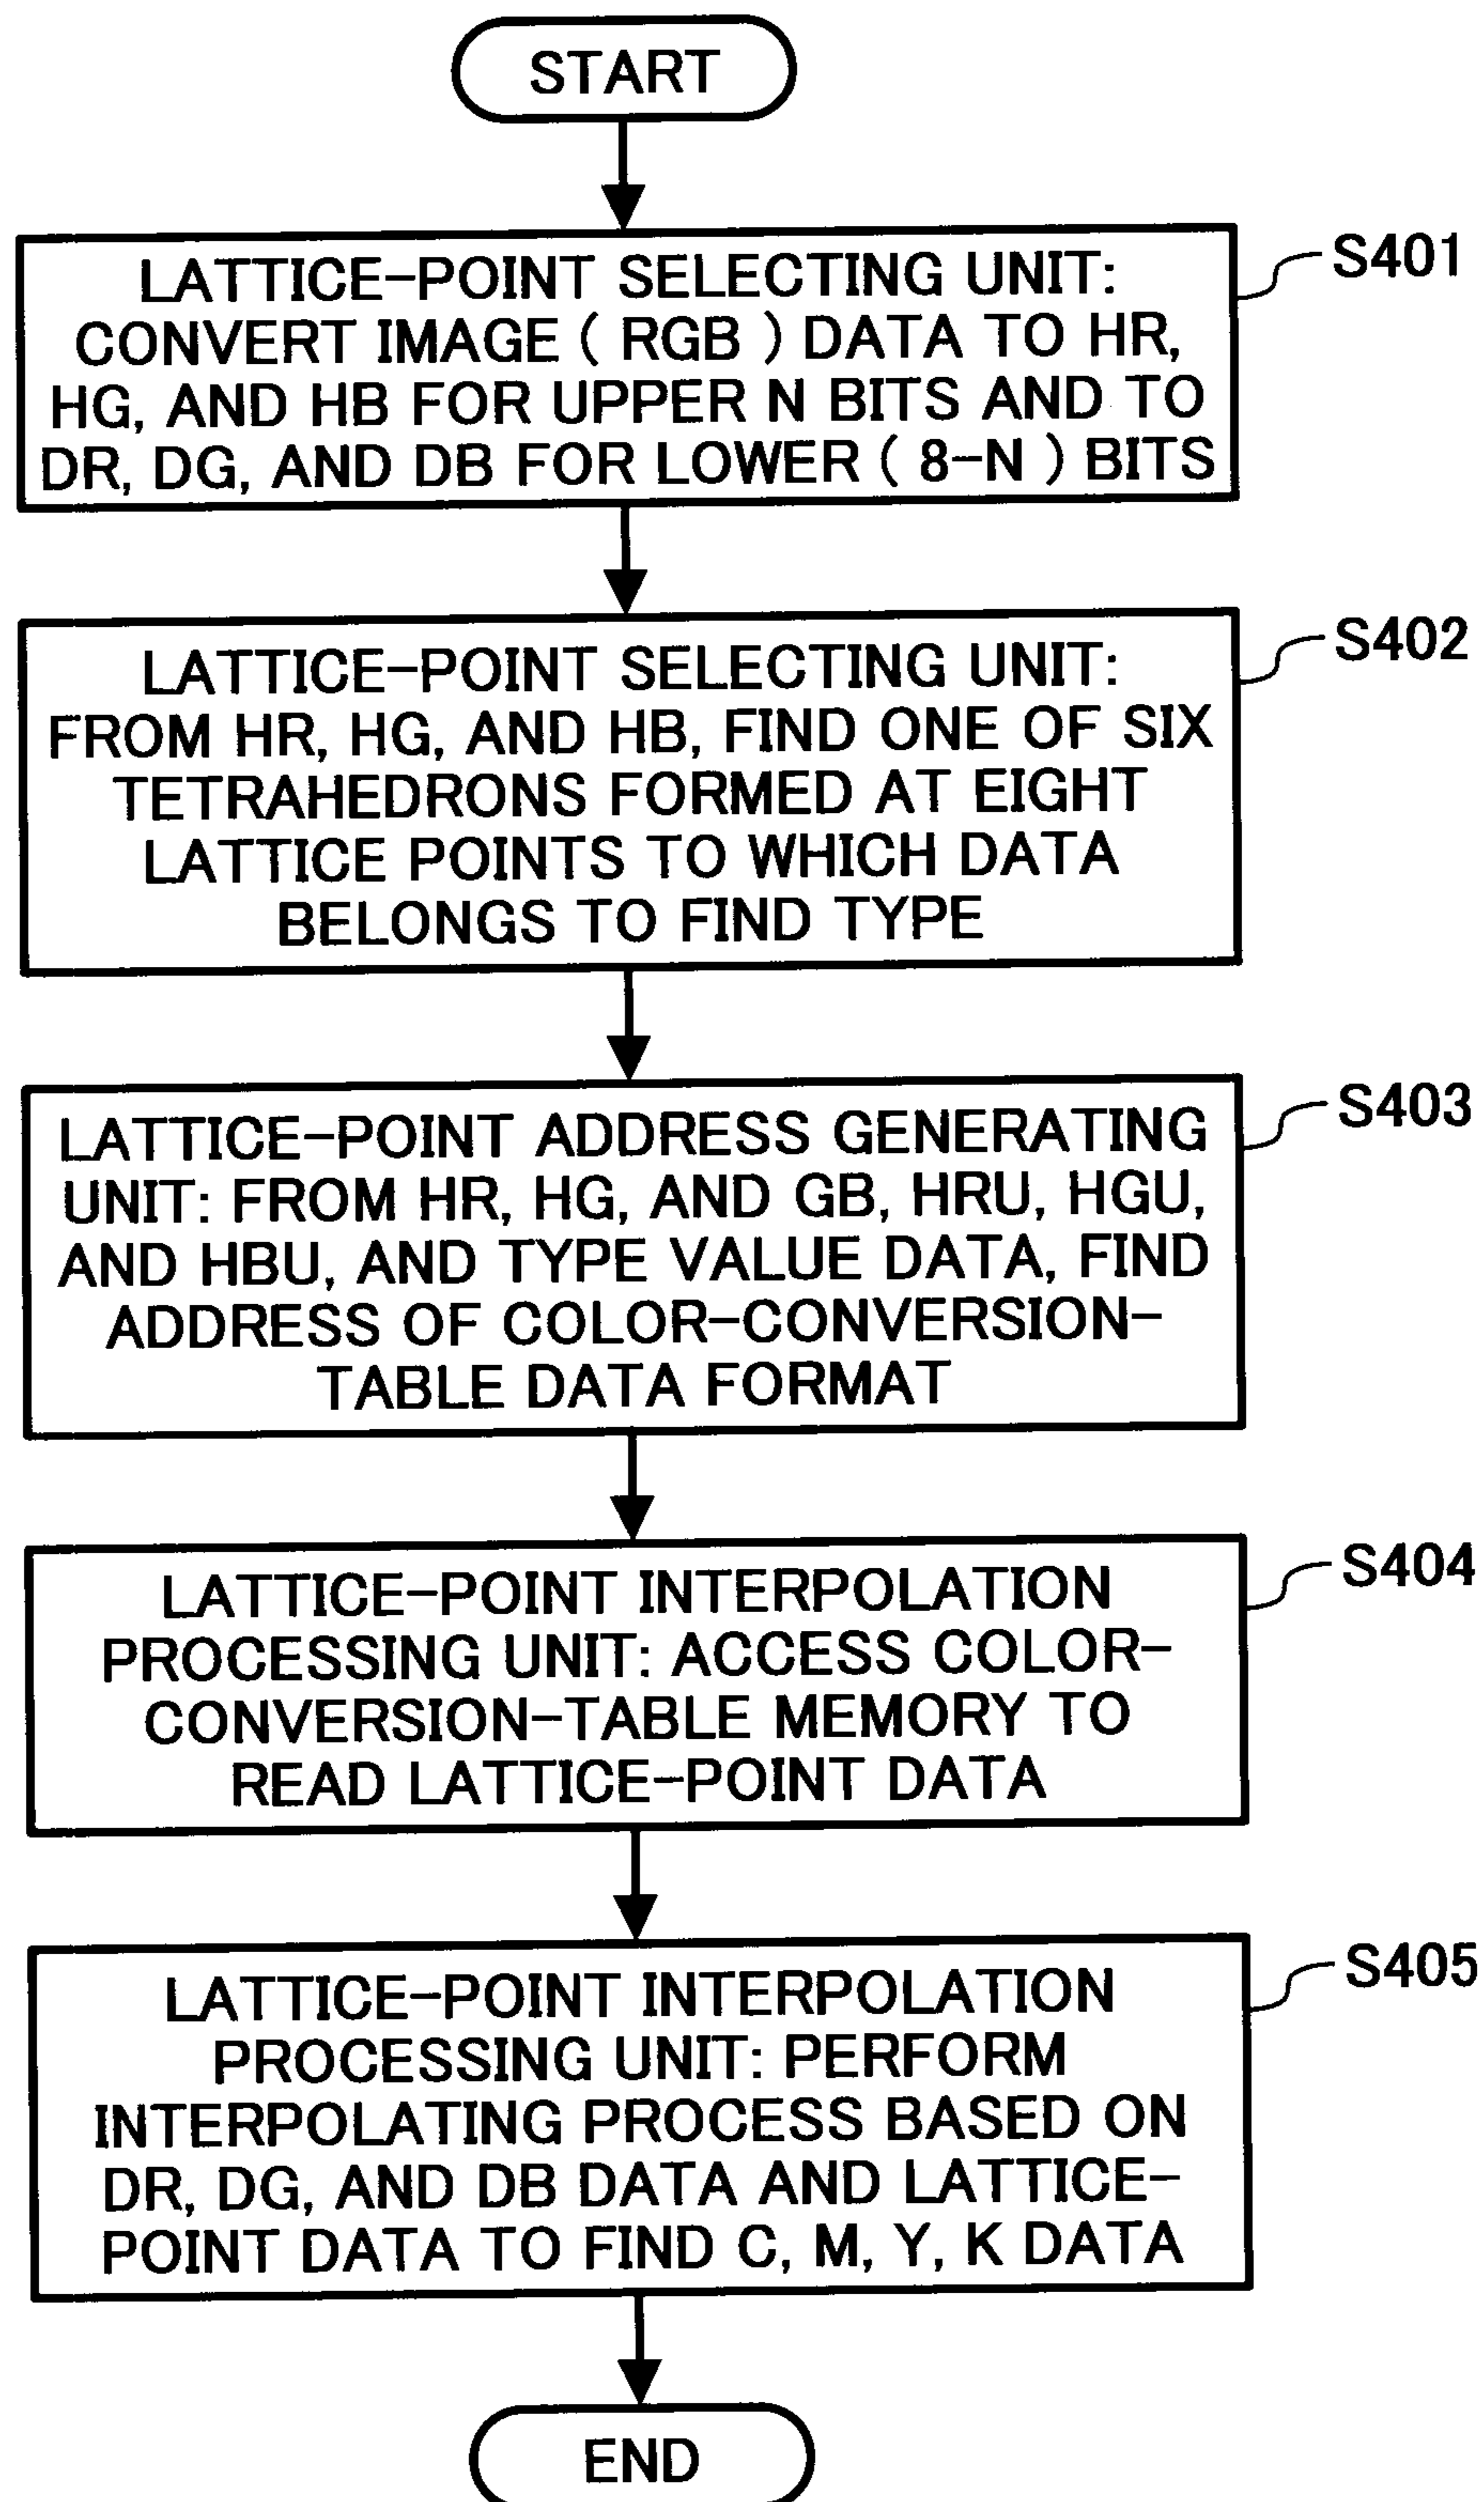 START
S401
LATTICE-POINT SELECTING UNIT:
CONVERT IMAGE ( RGB ) DATA TO HR,
HG, AND HB FOR UPPER N BITS AND TO
DR, DG, AND DB FOR LOWER ( 8-N ) BITS
S402
LATTICE-POINT SELECTING UNIT:
FROM HR, HG, AND HB, FIND ONE OF SIX
TETRAHEDRONS FORMED AT EIGHT
LATTICE POINTS TO WHICH DATA
BELONGS TO FIND TYPE
S403
LATTICE-POINT ADDRESS GENERATING
UNIT: FROM HR, HG, AND GB, HRU, HGU,
AND HBU, AND TYPE VALUE DATA, FIND
ADDRESS OF COLOR-CONVERSION-
TABLE DATA FORMAT
S404
LATTICE-POINT INTERPOLATION
PROCESSING UNIT: ACCESS COLOR-
CONVERSION-TABLE MEMORY TO
READ LATTICE-POINT DATA
S405
LATTICE-POINT INTERPOLATION
PROCESSING UNIT: PERFORM
INTERPOLATING PROCESS BASED ON
DR, DG, AND DB DATA AND LATTICE-
POINT DATA TO FIND C, M, Y, K DATA
END